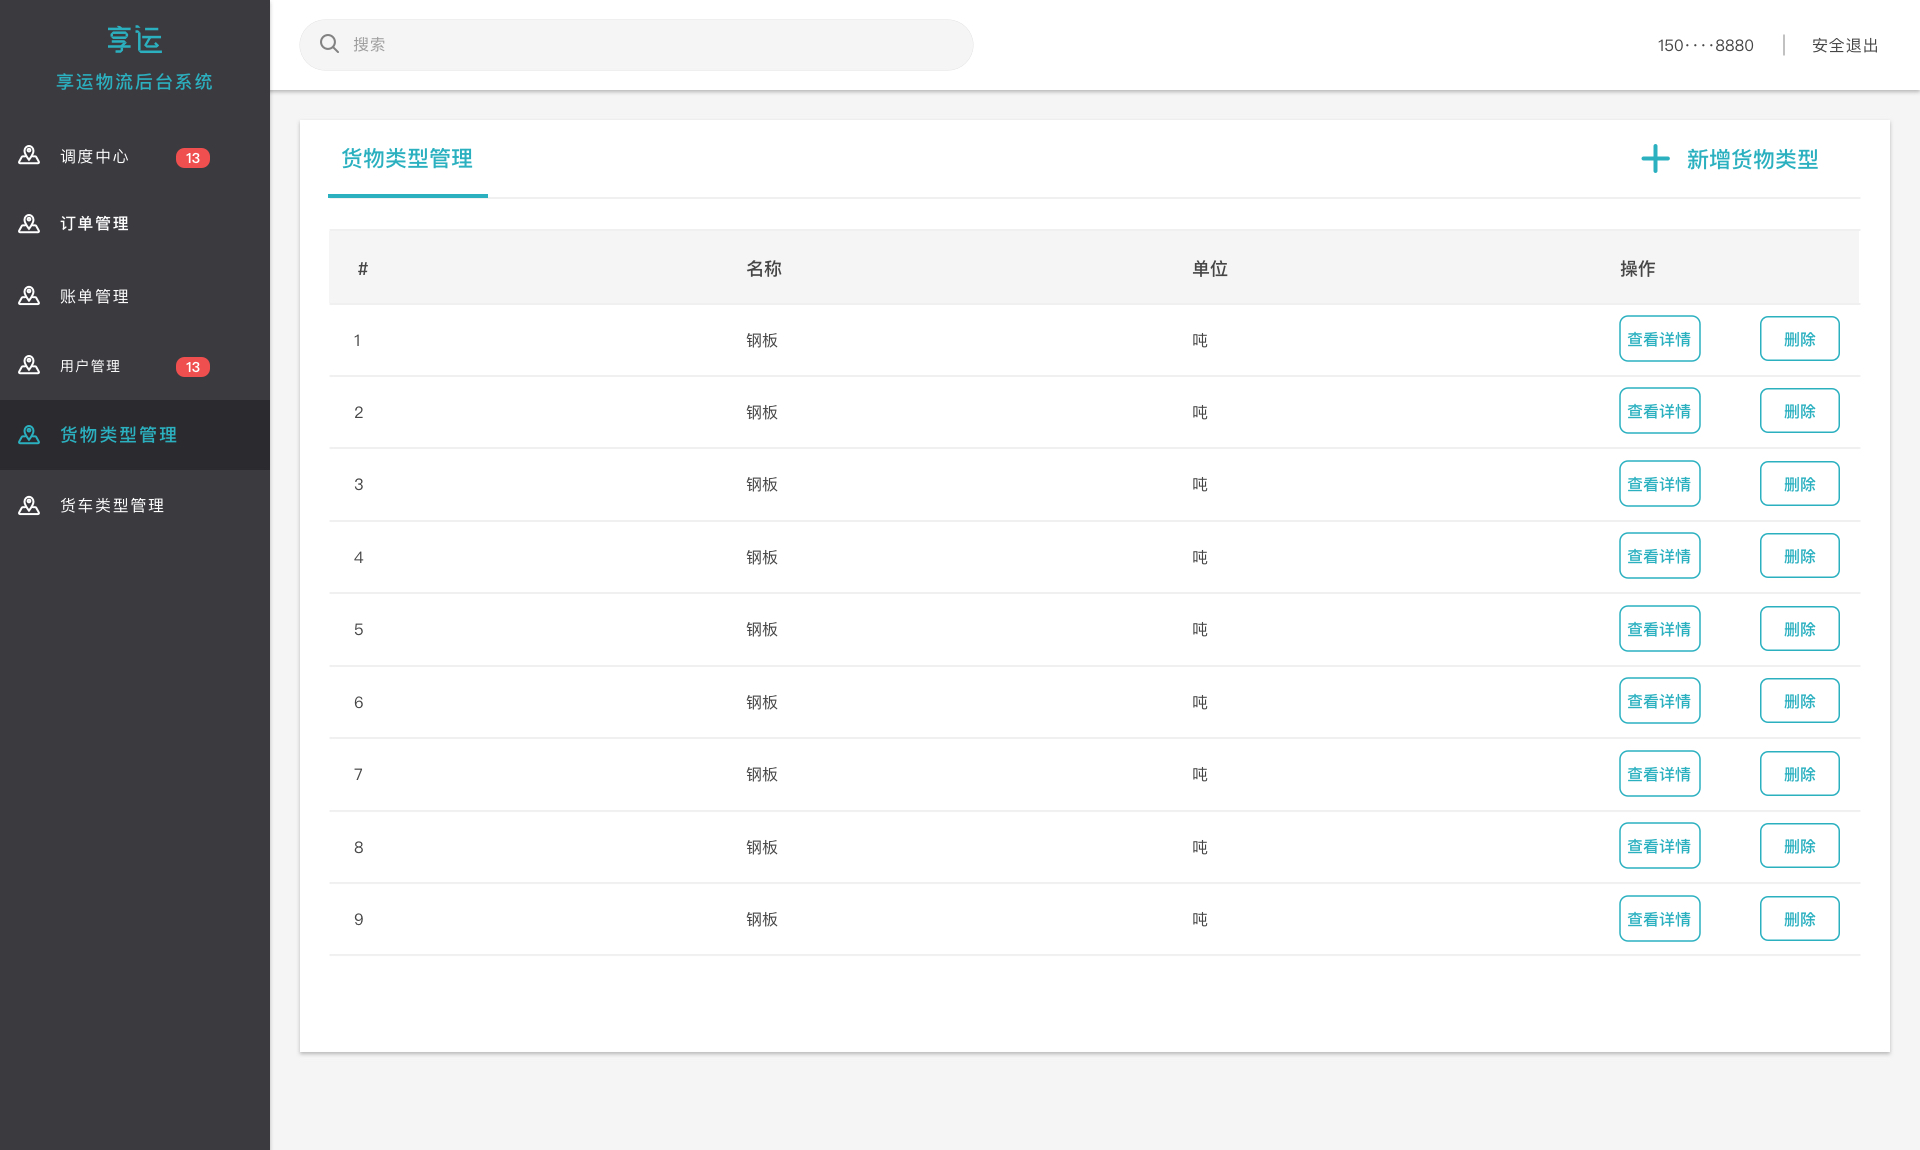 享运
享运物流后台系统
调度中心 13
订单管理
账单管理
用户管理 13
货物类型管理
货车类型管理
搜索
150····8880 | 安全退出
货物类型管理
新增货物类型
# 名称 单位 操作
1 钢板 吨 查看详情 删除
2 钢板 吨 查看详情 删除
3 钢板 吨 查看详情 删除
4 钢板 吨 查看详情 删除
5 钢板 吨 查看详情 删除
6 钢板 吨 查看详情 删除
7 钢板 吨 查看详情 删除
8 钢板 吨 查看详情 删除
9 钢板 吨 查看详情 删除